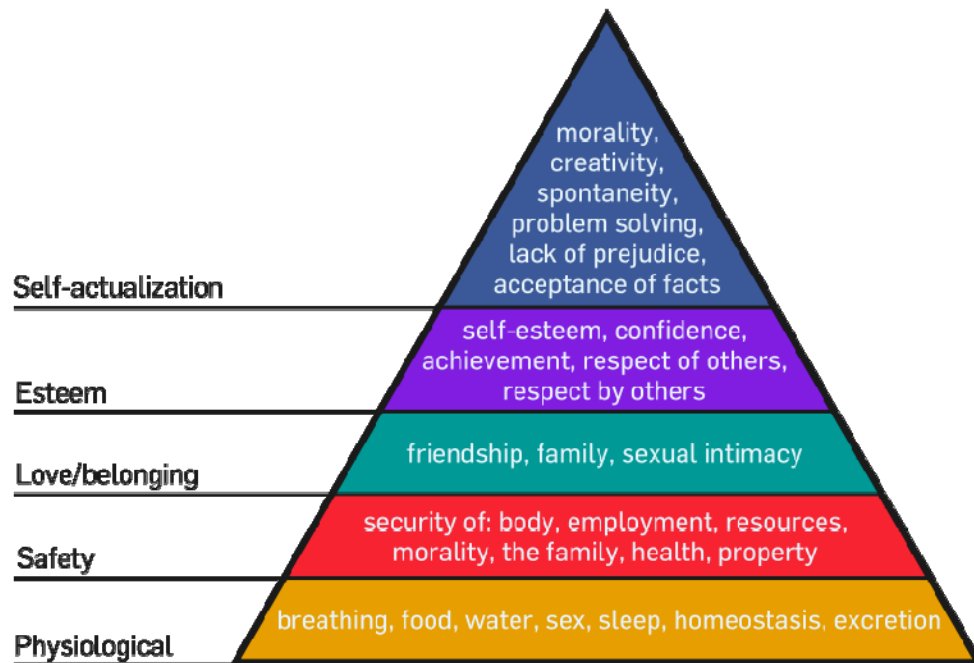 morality,
creativity,
spontaneity,
problem solving,
lack of prejudice,
acceptance of facts
Self-actualization
self-esteem, confidence,
achievement, respect of others,
respect by others
Esteem
friendship, family, sexual intimacy
Love/belonging
security of: body, employment, resources,
morality, the family, health, property
Safety
breathing, food, water, sex, sleep, homeostasis, excretion
Physiological